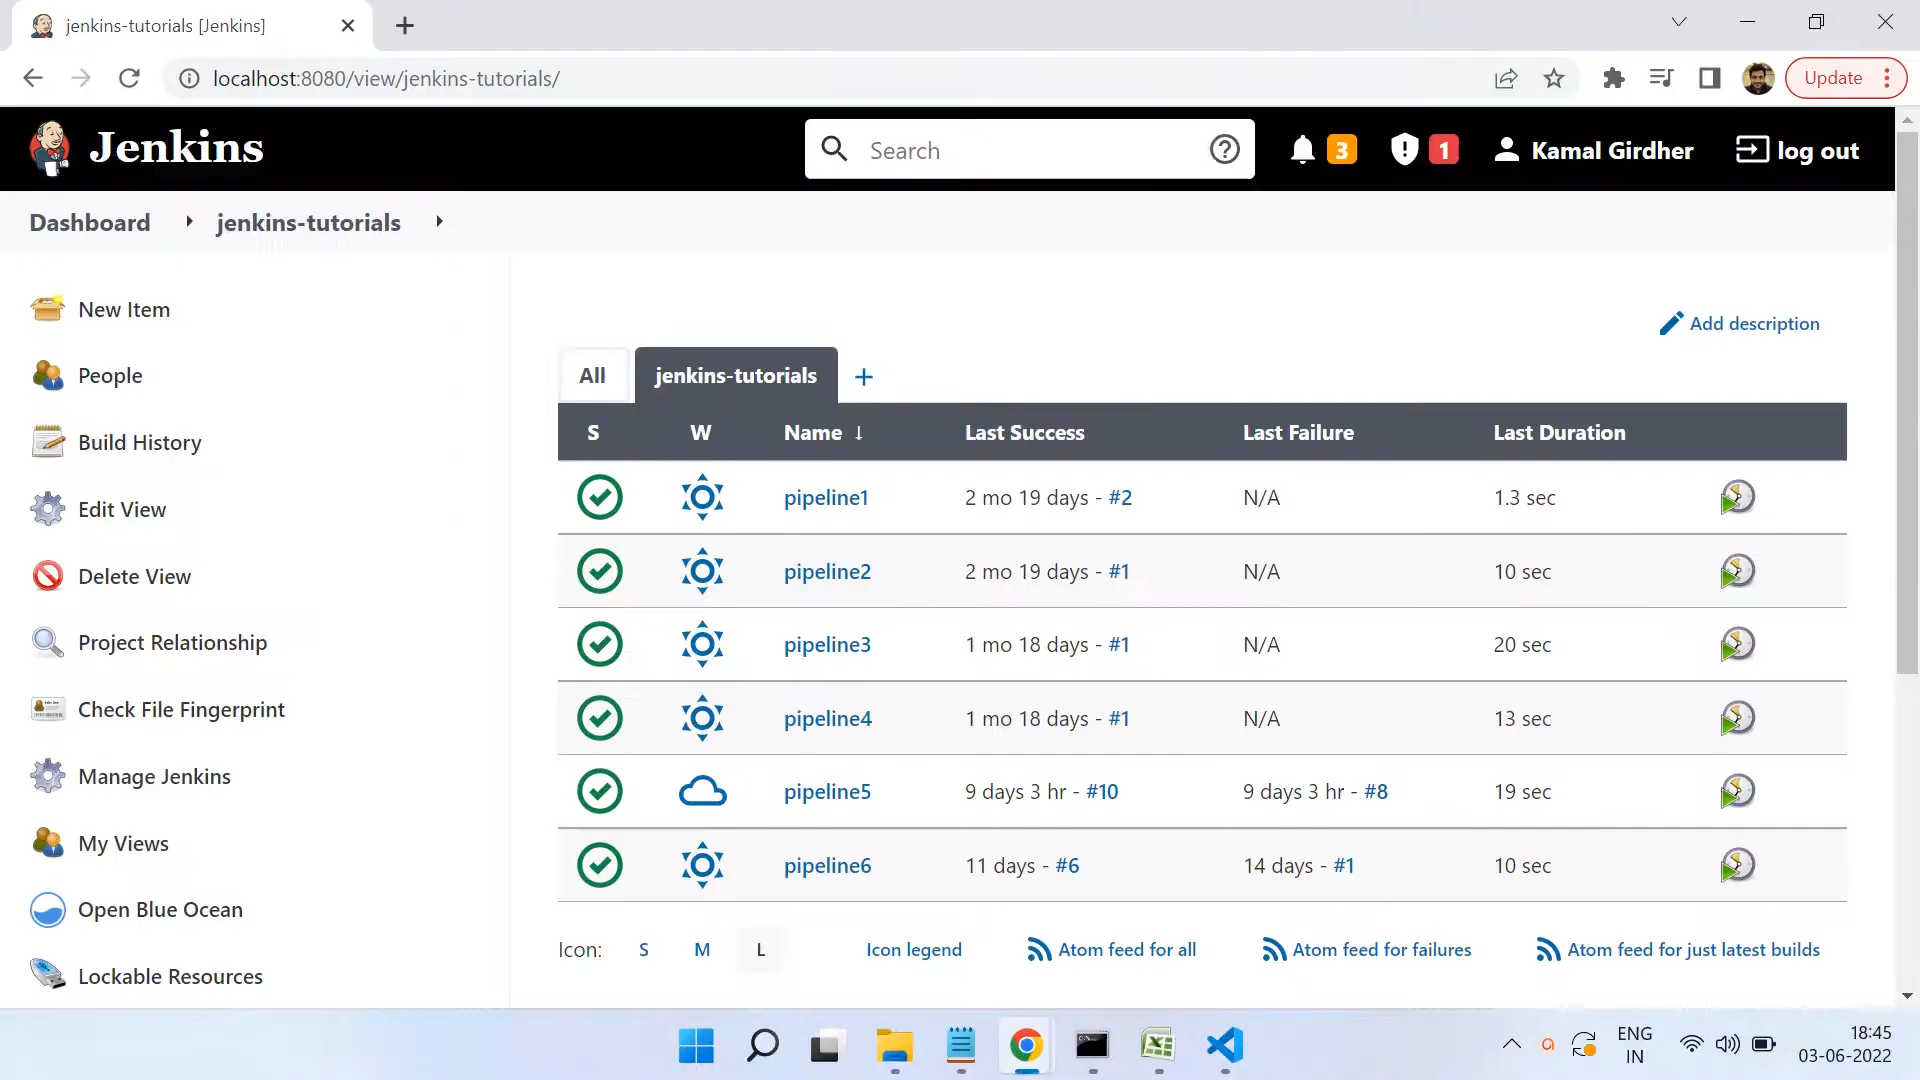 jenkins-tutorials [Jenkins]
localhost:8080/view/jenkins-tutorials/
Update
Jenkins
Search
3
1
Kamal Girdher
log out
Dashboard
jenkins-tutorials
New Item
People
Build History
Edit View
Delete View
Project Relationship
Check File Fingerprint
Manage Jenkins
My Views
Open Blue Ocean
Lockable Resources
Add description
All
jenkins-tutorials
+
S W Name ↓ Last Success Last Failure Last Duration
pipeline1 2 mo 19 days - #2 N/A 1.3 sec
pipeline2 2 mo 19 days - #1 N/A 10 sec
pipeline3 1 mo 18 days - #1 N/A 20 sec
pipeline4 1 mo 18 days - #1 N/A 13 sec
pipeline5 9 days 3 hr - #10 9 days 3 hr - #8 19 sec
pipeline6 11 days - #6 14 days - #1 10 sec
Icon: S M L Icon legend Atom feed for all Atom feed for failures Atom feed for just latest builds
ENG
IN
18:45
03-06-2022